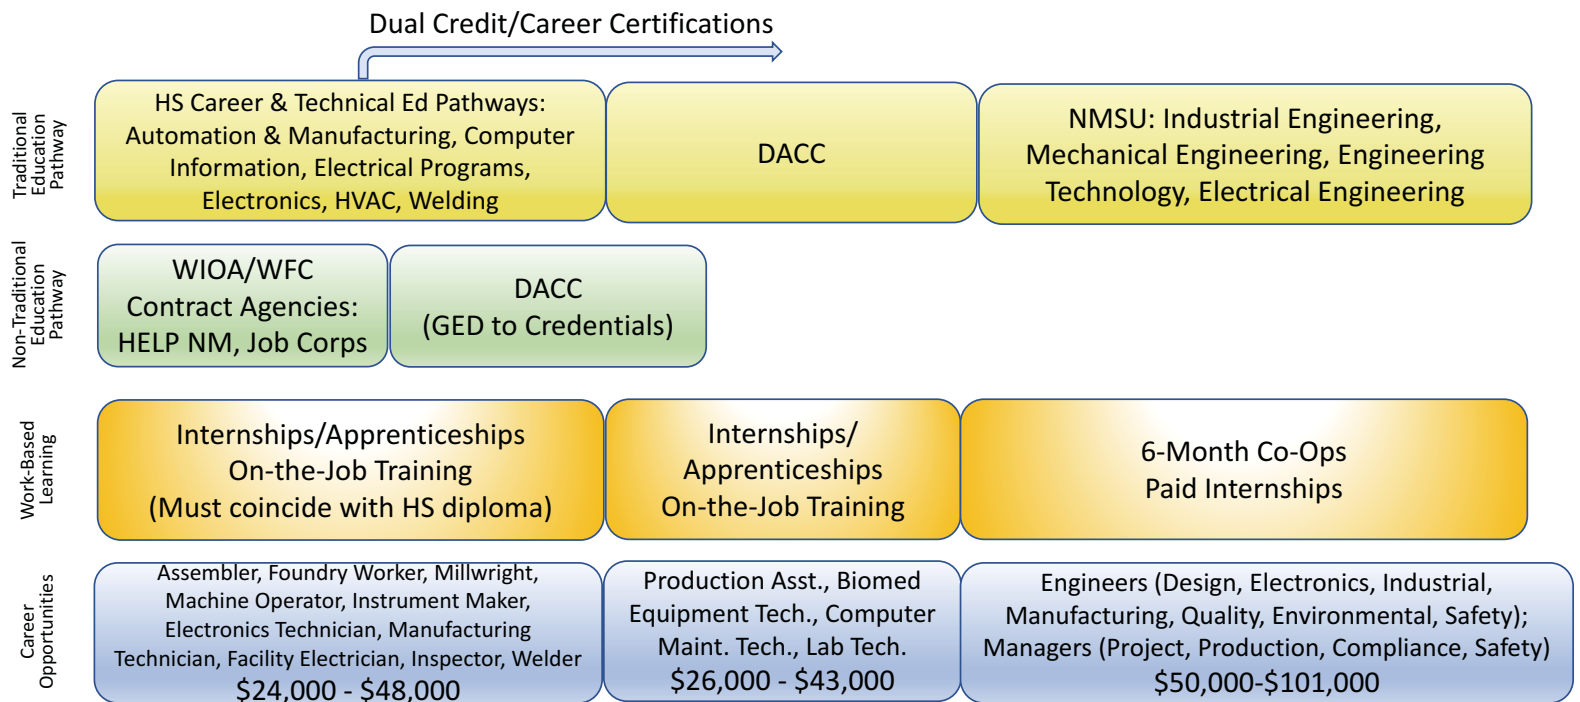 Dual Credit/Career Certifications
Traditional
Education
Pathway
HS Career & Technical Ed Pathways:
Automation & Manufacturing, Computer
Information, Electrical Programs,
Electronics, HVAC, Welding
DACC
NMSU: Industrial Engineering,
Mechanical Engineering, Engineering
Technology, Electrical Engineering
Non-Traditional
Education
Pathway
WIOA/WFC
Contract Agencies:
HELP NM, Job Corps
DACC
(GED to Credentials)
Work-Based
Learning
Internships/Apprenticeships
On-the-Job Training
(Must coincide with HS diploma)
Internships/
Apprenticeships
On-the-Job Training
6-Month Co-Ops
Paid Internships
Career
Opportunities
Assembler, Foundry Worker, Millwright,
Machine Operator, Instrument Maker,
Electronics Technician, Manufacturing
Technician, Facility Electrician, Inspector, Welder
$24,000 - $48,000
Production Asst., Biomed
Equipment Tech., Computer
Maint. Tech., Lab Tech.
$26,000 - $43,000
Engineers (Design, Electronics, Industrial,
Manufacturing, Quality, Environmental, Safety);
Managers (Project, Production, Compliance, Safety)
$50,000-$101,000